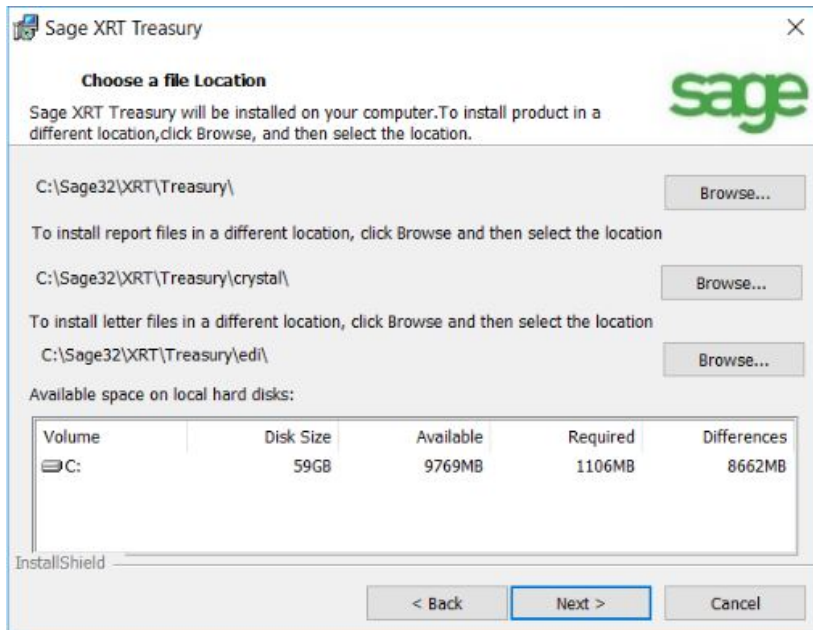 Sage XRT Treasury
Choose a file Location
sage
Sage XRT Treasury will be installed on your computer.To install product in a
different location,click Browse, and then select the location.
C:\Sage32\XRT\Treasury\
Browse...
To install report files in a different location, click Browse and then select the location
C:\Sage32\XRT\Treasury\crystal\
Browse...
To install letter files in a different location, click Browse and then select the location
C:\Sage32\XRT\Treasury\edi\
Browse...
Available space on local hard disks:
Volume Disk Size Available Required Differences
C: 59GB 9769MB 1106MB 8662MB
InstallShield
< Back Next > Cancel